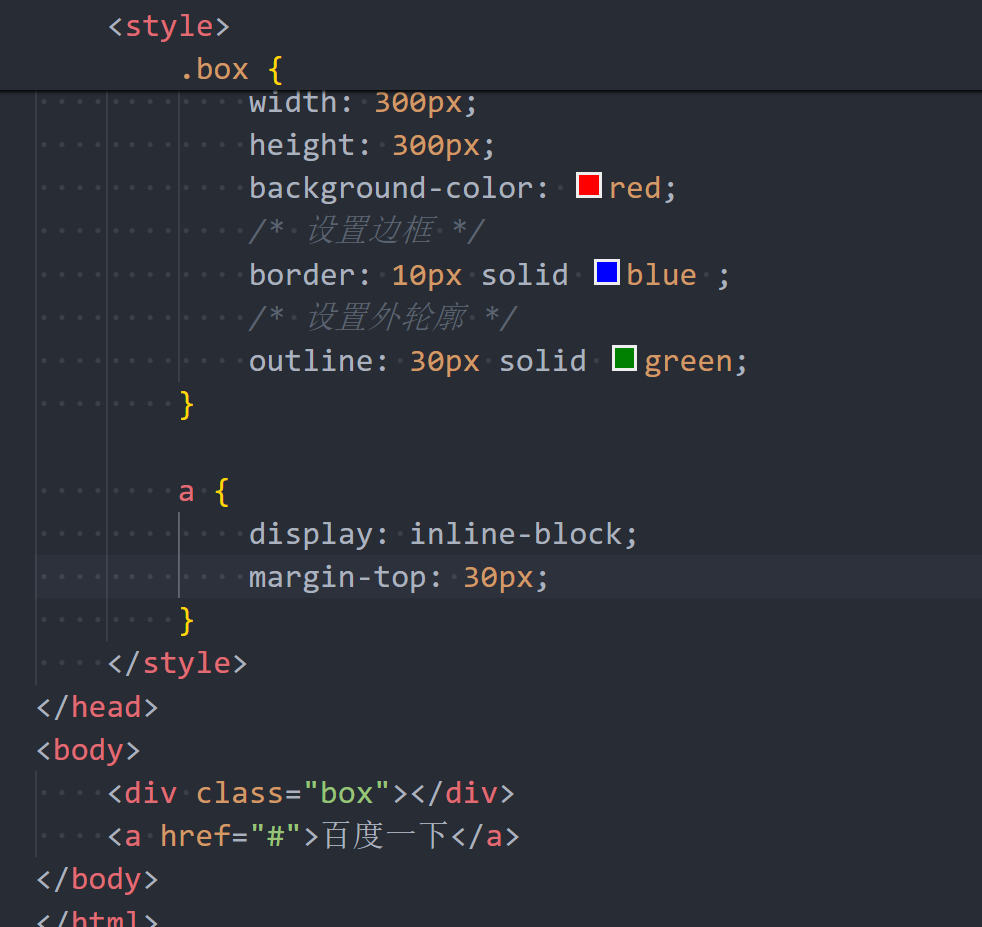 <style>
.box {
width: 300px;
height: 300px;
background-color: red;
/* 设置边框 */
border: 10px solid blue ;
/* 设置外轮廓 */
outline: 30px solid green;
}
a {
display: inline-block;
margin-top: 30px;
}
</style>
</head>
<body>
<div class="box"></div>
<a href="#">百度一下</a>
</body>
</html>